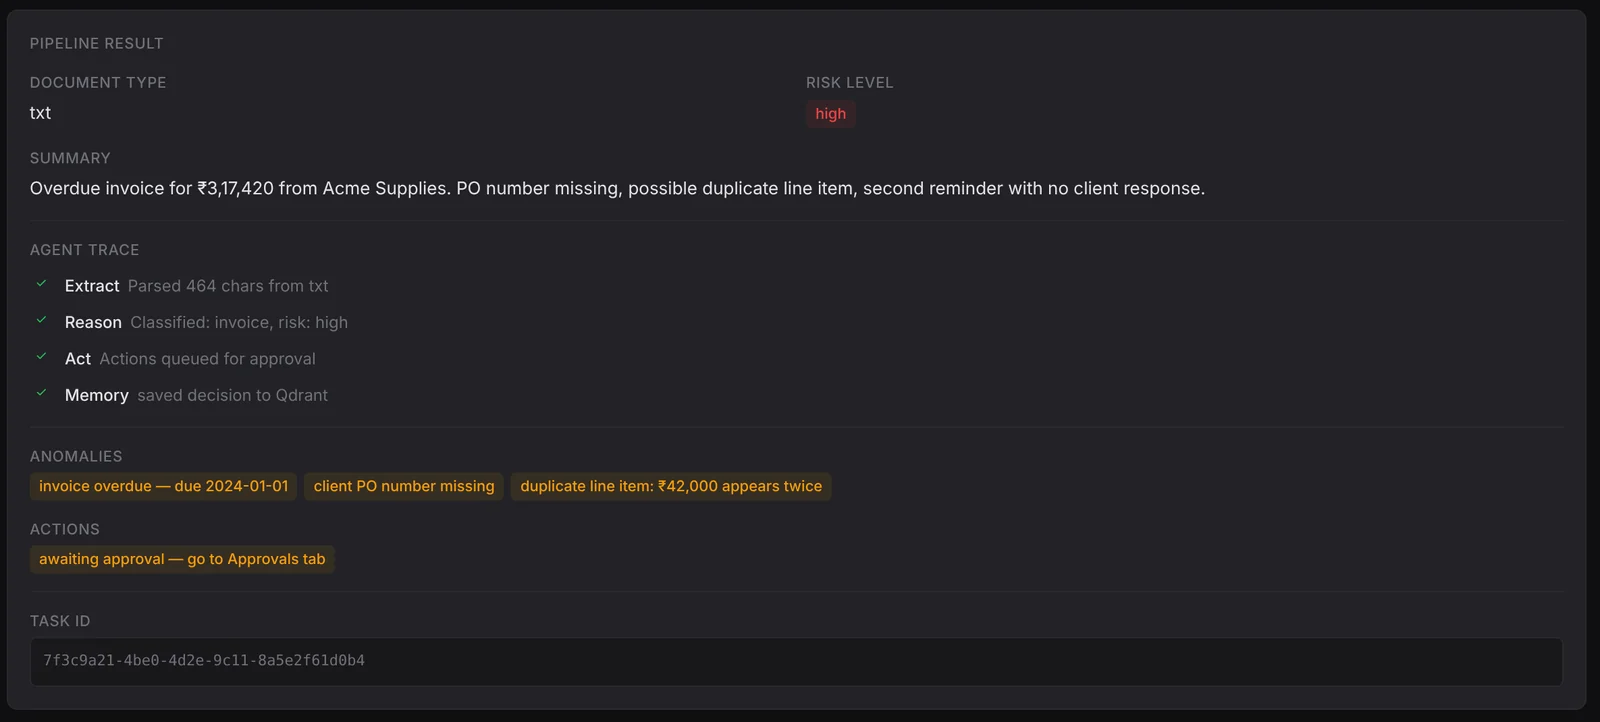 PIPELINE RESULT
DOCUMENT TYPE
txt
RISK LEVEL
high
SUMMARY
Overdue invoice for ₹3,17,420 from Acme Supplies. PO number missing, possible duplicate line item, second reminder with no client response.
AGENT TRACE
Extract Parsed 464 chars from txt
Reason Classified: invoice, risk: high
Act Actions queued for approval
Memory saved decision to Qdrant
ANOMALIES
invoice overdue — due 2024-01-01 client PO number missing duplicate line item: ₹42,000 appears twice
ACTIONS
awaiting approval — go to Approvals tab
TASK ID
7f3c9a21-4be0-4d2e-9c11-8a5e2f61d0b4